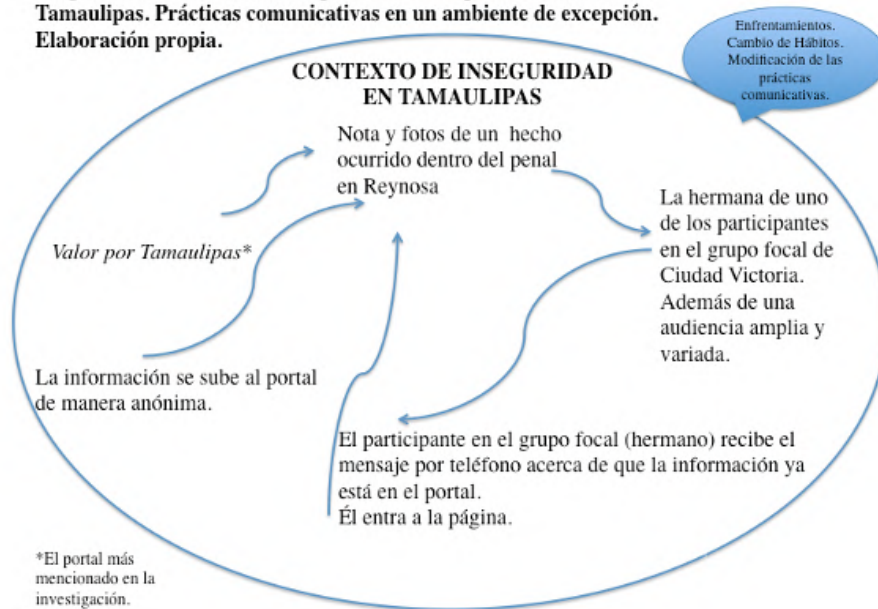 Tamaulipas. Prácticas comunicativas en un ambiente de excepción.
Elaboración propia.
Enfrentamientos.
Cambio de Hábitos.
Modificación de las
prácticas
comunicativas.
CONTEXTO DE INSEGURIDAD
EN TAMAULIPAS
Nota y fotos de un hecho
ocurrido dentro del penal
en Reynosa
Valor por Tamaulipas*
La hermana de uno
de los participantes
en el grupo focal de
Ciudad Victoria.
Además de una
audiencia amplia y
variada.
La información se sube al portal
de manera anónima.
El participante en el grupo focal (hermano) recibe el
mensaje por teléfono acerca de que la información ya
está en el portal.
Él entra a la página.
*El portal más
mencionado en la
investigación.